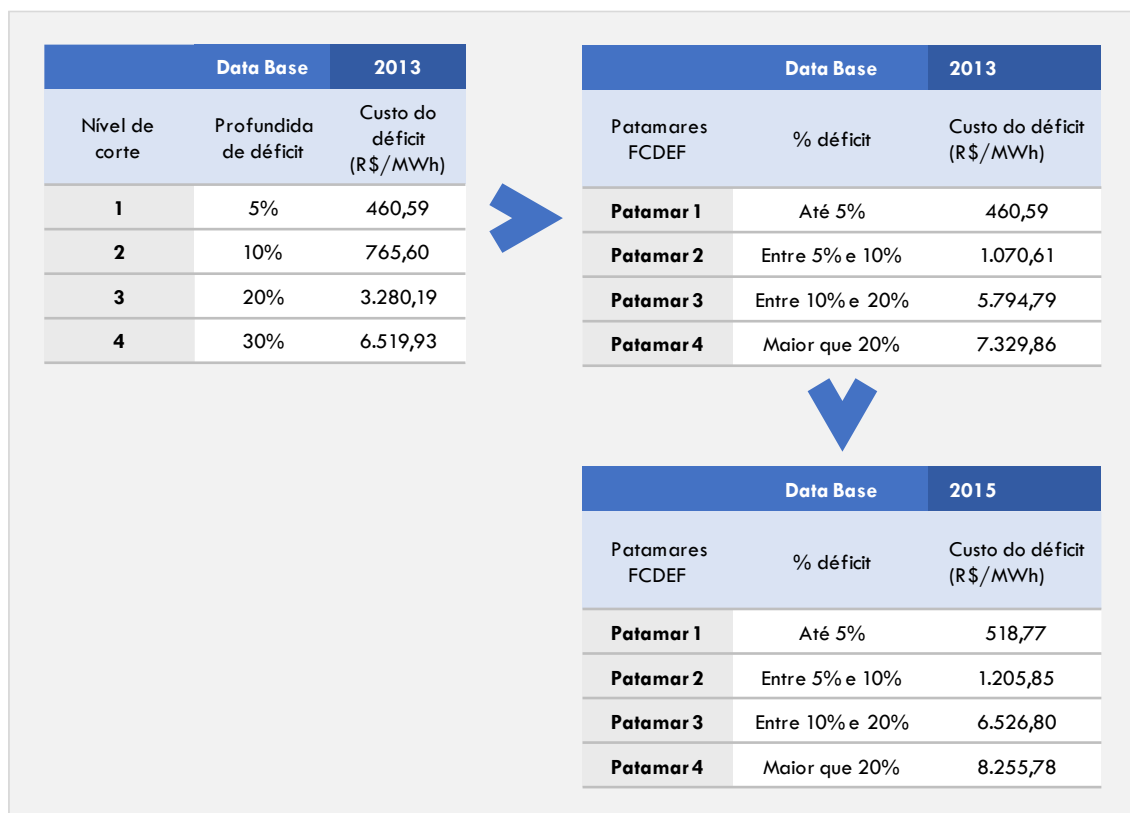 Data Base 2013
Nível de corte
Profundida de déficit
Custo do déficit (R$/MWh)
1 5% 460,59
2 10% 765,60
3 20% 3.280,19
4 30% 6.519,93
Data Base 2013
Patamares FCDEF
% déficit
Custo do déficit (R$/MWh)
Patamar 1 Até 5% 460,59
Patamar 2 Entre 5% e 10% 1.070,61
Patamar 3 Entre 10% e 20% 5.794,79
Patamar 4 Maior que 20% 7.329,86
Data Base 2015
Patamares FCDEF
% déficit
Custo do déficit (R$/MWh)
Patamar 1 Até 5% 518,77
Patamar 2 Entre 5% e 10% 1.205,85
Patamar 3 Entre 10% e 20% 6.526,80
Patamar 4 Maior que 20% 8.255,78